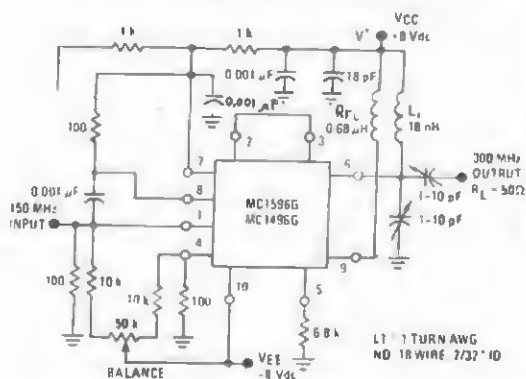 1k
1k
V+
VCC
+8 Vdc
0.001 µF
18 pF
0.001 µF
RFC
0.68 µH
L1
18 nH
100
2
3
7
6
300 MHz
OUTPUT
RL = 50Ω
1-10 pF
1-10 pF
0.001 µF
8
MC1596G
MC1496G
150 MHz
INPUT
1
4
9
10
5
100
10 k
10 k
100
50 k
6.8 k
BALANCE
VEE
-8 Vdc
L1 1 TURN AWG
NO. 18 WIRE, 7/32" ID